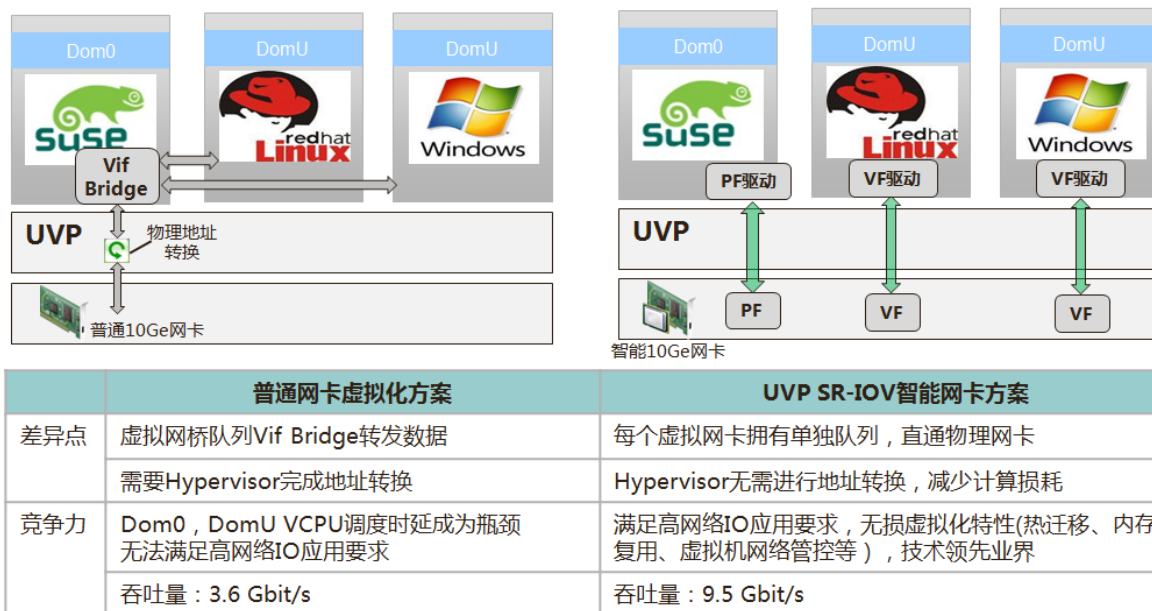 Dom0
DomU
DomU
SUSE
redhat
Linux
Windows
Vif
Bridge
UVP
物理地址
转换
普通10Ge网卡
Dom0
DomU
DomU
SUSE
redhat
Linux
Windows
PF驱动
VF驱动
VF驱动
UVP
PF
VF
VF
智能10Ge网卡
普通网卡虚拟化方案
UVP SR-IOV智能网卡方案
差异点
虚拟网桥队列Vif Bridge转发数据
每个虚拟网卡拥有单独队列，直通物理网卡
需要Hypervisor完成地址转换
Hypervisor无需进行地址转换，减少计算损耗
竞争力
Dom0，DomU VCPU调度时延成为瓶颈
无法满足高网络IO应用要求
满足高网络IO应用要求，无损虚拟化特性(热迁移、内存
复用、虚拟机网络管控等），技术领先业界
吞吐量：3.6 Gbit/s
吞吐量：9.5 Gbit/s